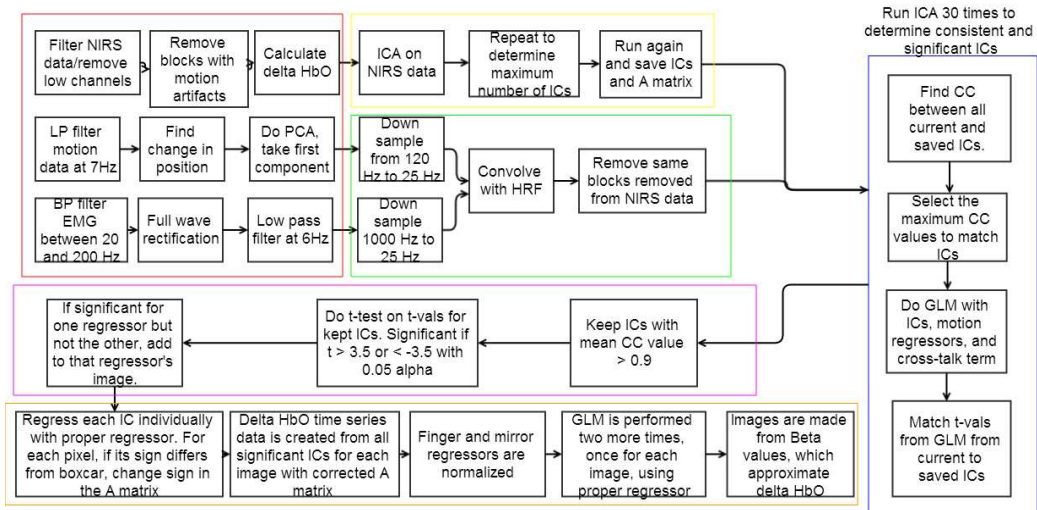 Run ICA 30 times to
determine consistent and
significant ICs
Filter NIRS
data/remove
low channels
Remove
blocks with
motion
artifacts
Calculate
delta HbO
ICA on
NIRS data
Repeat to
determine
maximum
number of ICs
Run again
and save ICs
and A matrix
LP filter
motion
data at 7Hz
Find
change in
position
Do PCA,
take first
component
Down
sample
from 120
Hz to 25 Hz
Convolve
with HRF
Remove same
blocks removed
from NIRS data
BP filter
EMG
between 20
and 200 Hz
Full wave
rectification
Low pass
filter at 6Hz
Down
sample
1000 Hz to
25 Hz
Find CC
between all
current and
saved ICs.
Select the
maximum CC
values to match
ICs
Do GLM with
ICs, motion
regressors, and
cross-talk term
Match t-vals
from GLM from
current to
saved ICs
Keep ICs with
mean CC value
> 0.9
Do t-test on t-vals for
kept ICs. Significant if
t > 3.5 or < -3.5 with
0.05 alpha
If significant for
one regressor but
not the other, add
to that regressor's
image.
Regress each IC individually
with proper regressor. For
each pixel, if its sign differs
from boxcar, change sign in
the A matrix
Delta HbO time series
data is created from all
significant ICs for each
image with corrected A
matrix
Finger and mirror
regressors are
normalized
GLM is performed
two more times,
once for each
image, using
proper regressor
Images are made
from Beta
values, which
approximate
delta HbO